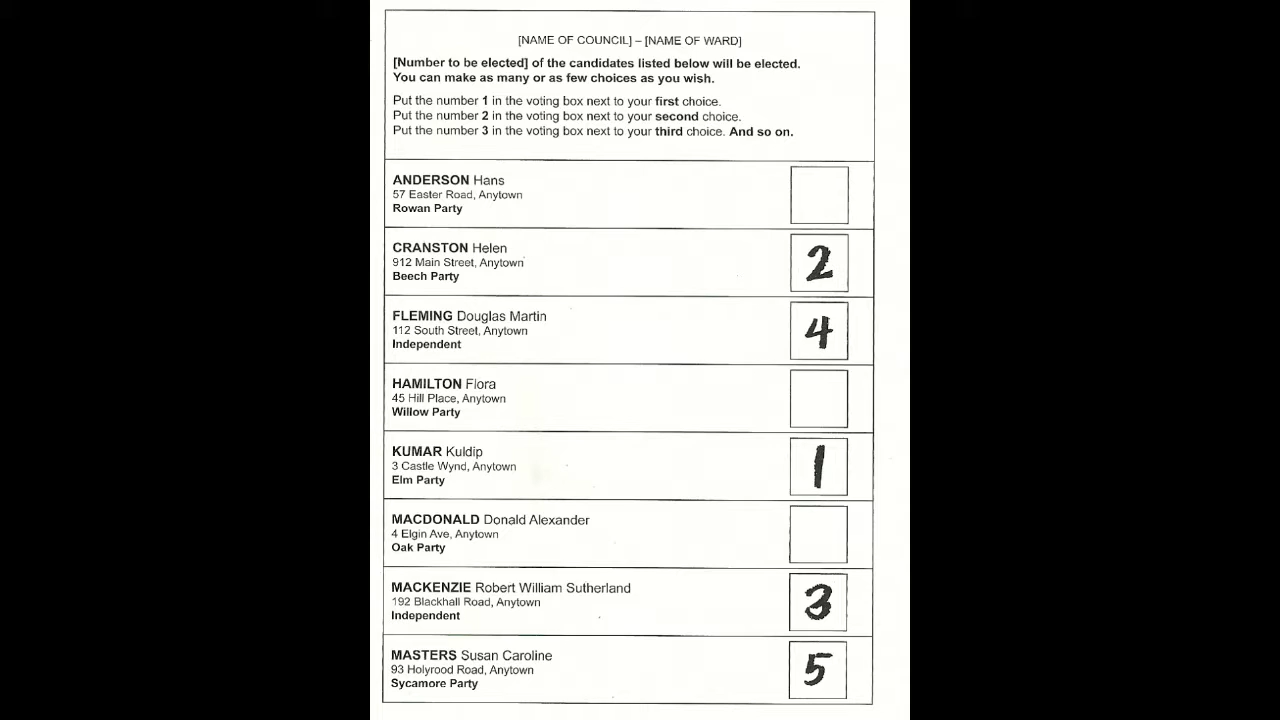 [NAME OF COUNCIL] – [NAME OF WARD]
[Number to be elected] of the candidates listed below will be elected.
You can make as many or as few choices as you wish.
Put the number 1 in the voting box next to your first choice.
Put the number 2 in the voting box next to your second choice.
Put the number 3 in the voting box next to your third choice. And so on.
ANDERSON Hans
57 Easter Road, Anytown
Rowan Party
CRANSTON Helen
912 Main Street, Anytown
Beech Party
2
FLEMING Douglas Martin
112 South Street, Anytown
Independent
4
HAMILTON Flora
45 Hill Place, Anytown
Willow Party
KUMAR Kuldip
3 Castle Wynd, Anytown
Elm Party
1
MACDONALD Donald Alexander
4 Elgin Ave, Anytown
Oak Party
MACKENZIE Robert William Sutherland
192 Blackhall Road, Anytown
Independent
3
MASTERS Susan Caroline
93 Holyrood Road, Anytown
Sycamore Party
5